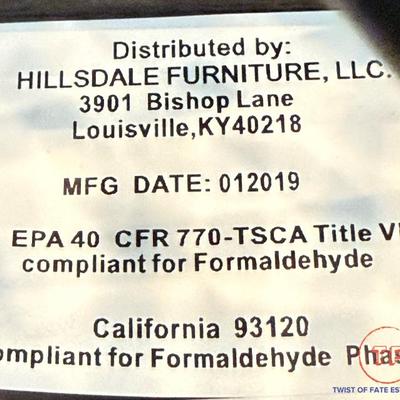 Distributed by:
HILLSDALE FURNITURE, LLC.
3901 Bishop Lane
Louisville,KY40218
MFG DATE: 012019
EPA 40 CFR 770-TSCA Title VI
compliant for Formaldehyde
California 93120
ompliant for Formaldehyde Phas
TWIST OF FATE ES